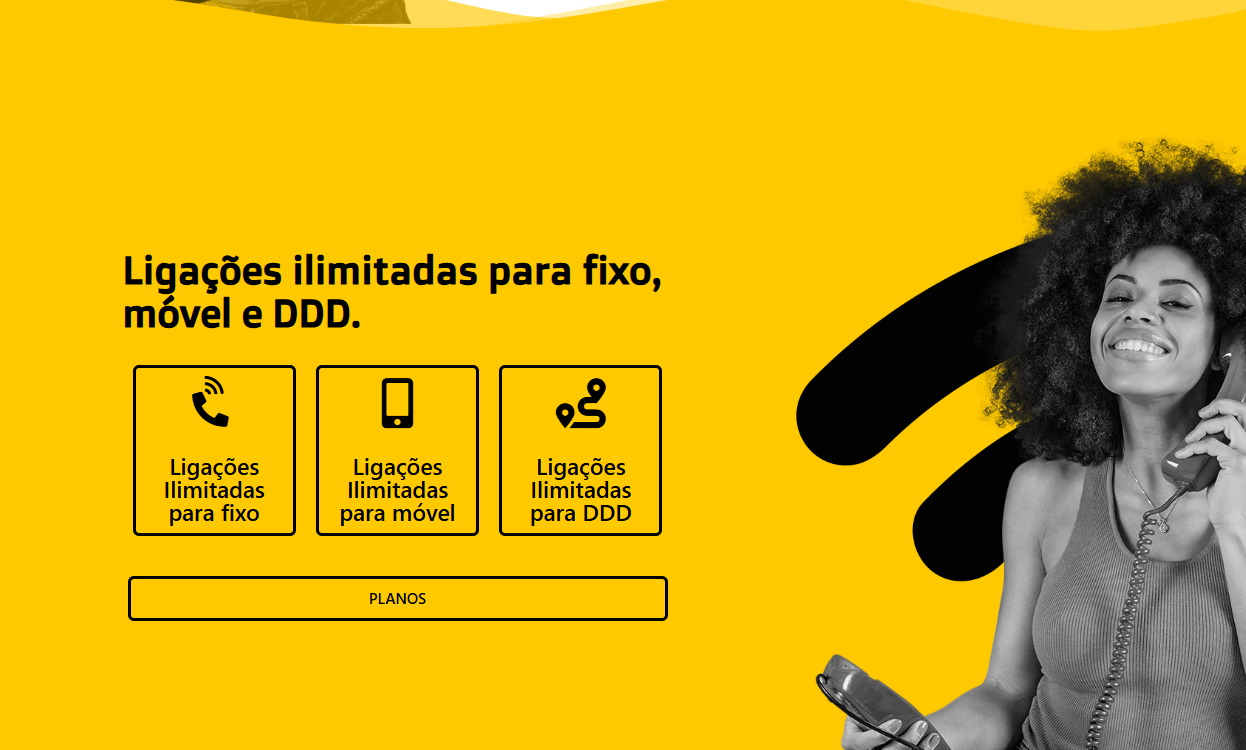 Ligações ilimitadas para fixo,
móvel e DDD.
Ligações
Ilimitadas
para fixo
Ligações
Ilimitadas
para móvel
Ligações
Ilimitadas
para DDD
PLANOS